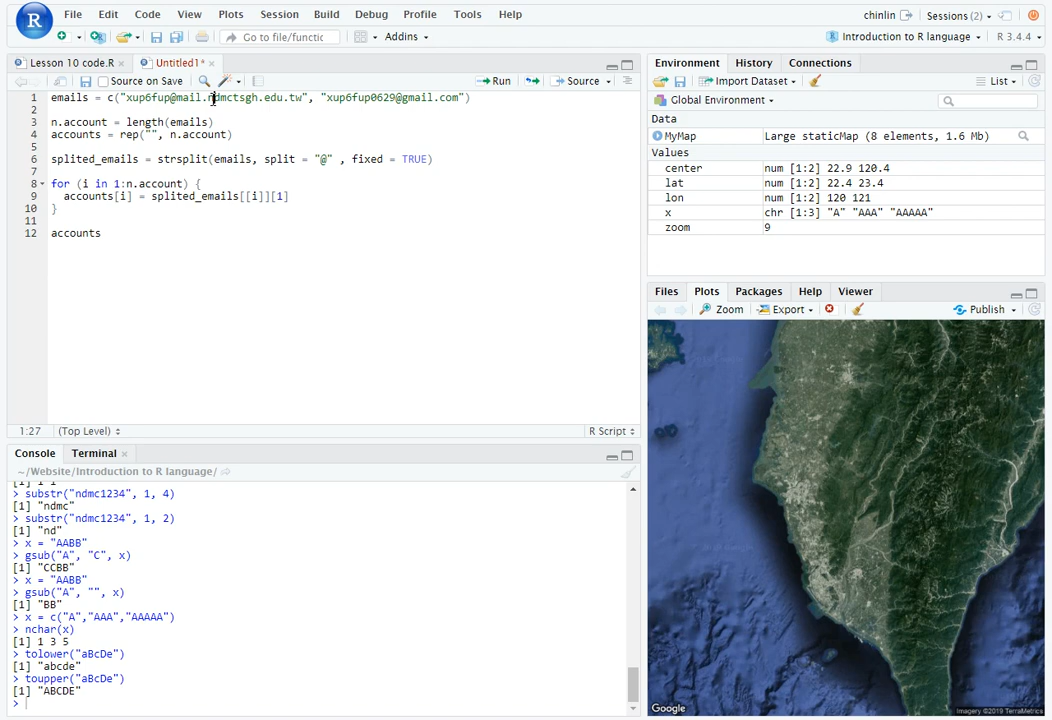 R
File Edit Code View Plots Session Build Debug Profile Tools Help
chinlin Sessions (2)
Go to file/functic Addins
Introduction to R language R 3.4.4
Lesson 10 code.R × Untitled1* ×
Source on Save Run Source
1 emails = c("xup6fup@mail.ndmctsgh.edu.tw", "xup6fup0629@gmail.com")
2
3 n.account = length(emails)
4 accounts = rep("", n.account)
5
6 splited_emails = strsplit(emails, split = "@" , fixed = TRUE)
7
8 for (i in 1:n.account) {
9 accounts[i] = splited_emails[[i]][1]
10 }
11
12 accounts
1:27 (Top Level) R Script
Console Terminal ×
~/Website/Introduction to R language/
[1] 1 1
> substr("ndmc1234", 1, 4)
[1] "ndmc"
> substr("ndmc1234", 1, 2)
[1] "nd"
> x = "AABB"
> gsub("A", "C", x)
[1] "CCBB"
> x = "AABB"
> gsub("A", "", x)
[1] "BB"
> x = c("A","AAA","AAAAA")
> nchar(x)
[1] 1 3 5
> tolower("aBcDe")
[1] "abcde"
> toupper("aBcDe")
[1] "ABCDE"
>
Environment History Connections
Import Dataset List
Global Environment
Data
MyMap Large staticMap (8 elements, 1.6 Mb)
Values
center num [1:2] 22.9 120.4
lat num [1:2] 22.4 23.4
lon num [1:2] 120 121
x chr [1:3] "A" "AAA" "AAAAA"
zoom 9
Files Plots Packages Help Viewer
Zoom Export Publish
Google
Imagery ©2019 TerraMetrics